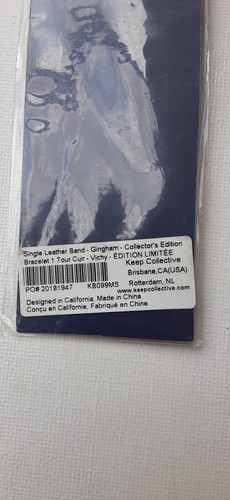 Single Leather Band - Gingham - Collector's Edition
Bracelet 1 Tour Cuir - Vichy - ÉDITION LIMITÉE
Keep Collective
Brisbane,CA(USA)
PO# 20181947 KB099MS Rotterdam, NL
www.keepcollective.com
Designed in California, Made in China
Conçu en Californie, Fabriqué en Chine